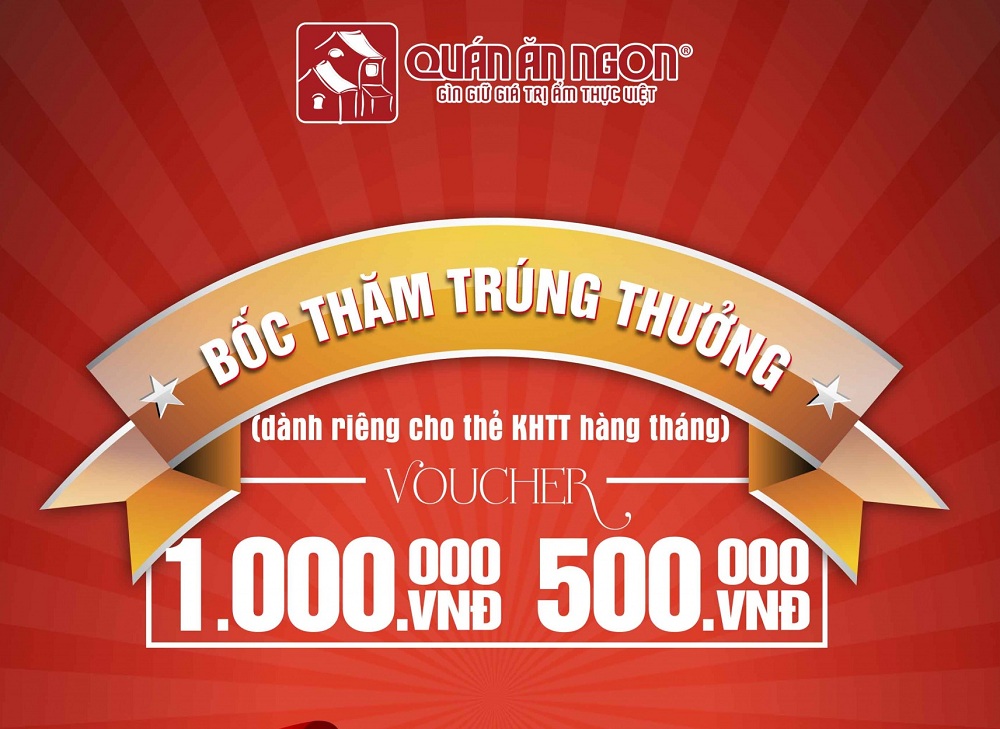 QUÁN ĂN NGON®
GÌN GIỮ GIÁ TRỊ ẨM THỰC VIỆT
BỐC THĂM TRÚNG THƯỞNG
(dành riêng cho thẻ KHTT hàng tháng)
VOUCHER
1.000.000 VNĐ 500.000 VNĐ